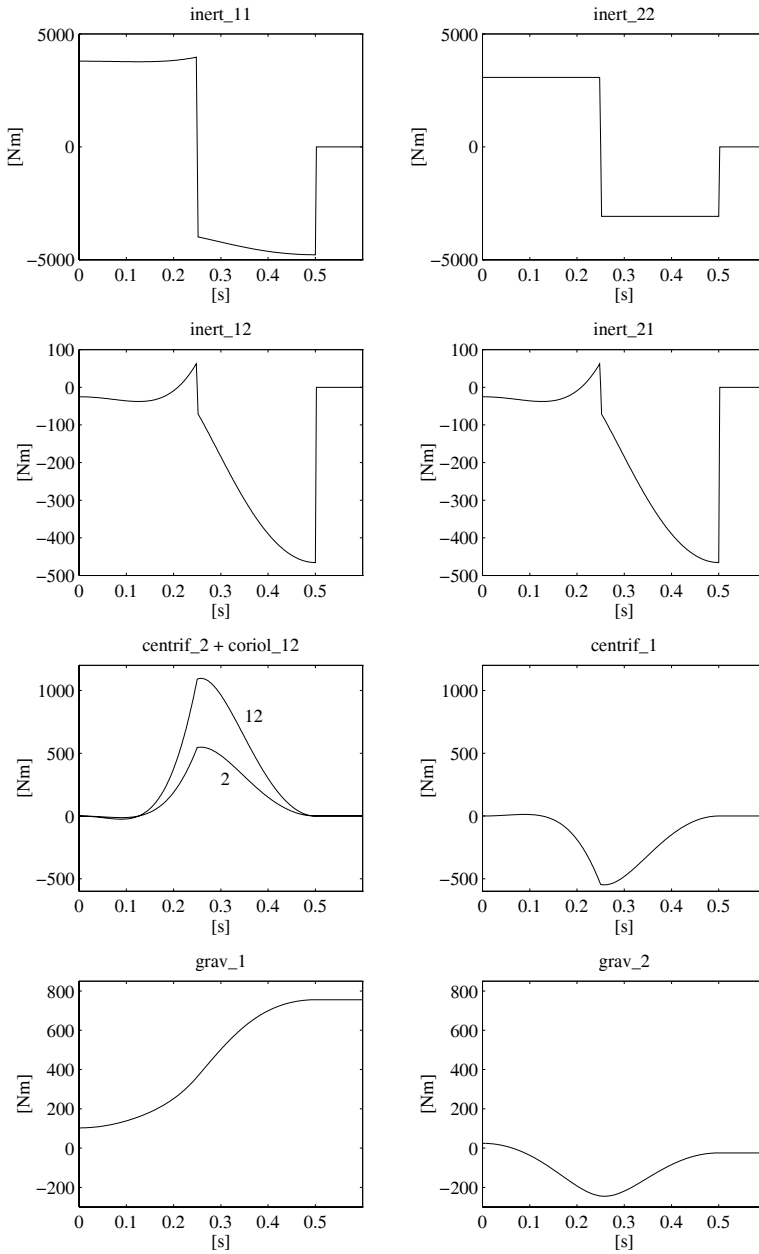 inert_11
5000
0
−5000
[Nm]
0 0.1 0.2 0.3 0.4 0.5
[s]
inert_22
5000
0
−5000
[Nm]
0 0.1 0.2 0.3 0.4 0.5
[s]
inert_12
100
0
−100
−200
−300
−400
−500
[Nm]
0 0.1 0.2 0.3 0.4 0.5
[s]
inert_21
100
0
−100
−200
−300
−400
−500
[Nm]
0 0.1 0.2 0.3 0.4 0.5
[s]
centrif_2 + coriol_12
1000
500
0
−500
[Nm]
12
2
0 0.1 0.2 0.3 0.4 0.5
[s]
centrif_1
1000
500
0
−500
[Nm]
0 0.1 0.2 0.3 0.4 0.5
[s]
grav_1
800
600
400
200
0
−200
[Nm]
0 0.1 0.2 0.3 0.4 0.5
[s]
grav_2
800
600
400
200
0
−200
[Nm]
0 0.1 0.2 0.3 0.4 0.5
[s]